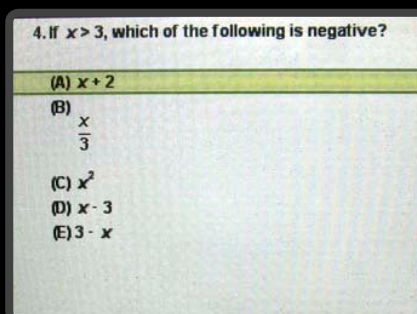 4. If x > 3, which of the following is negative?
(A) x + 2
(B)
x
3
(C) x²
(D) x - 3
(E) 3 - x